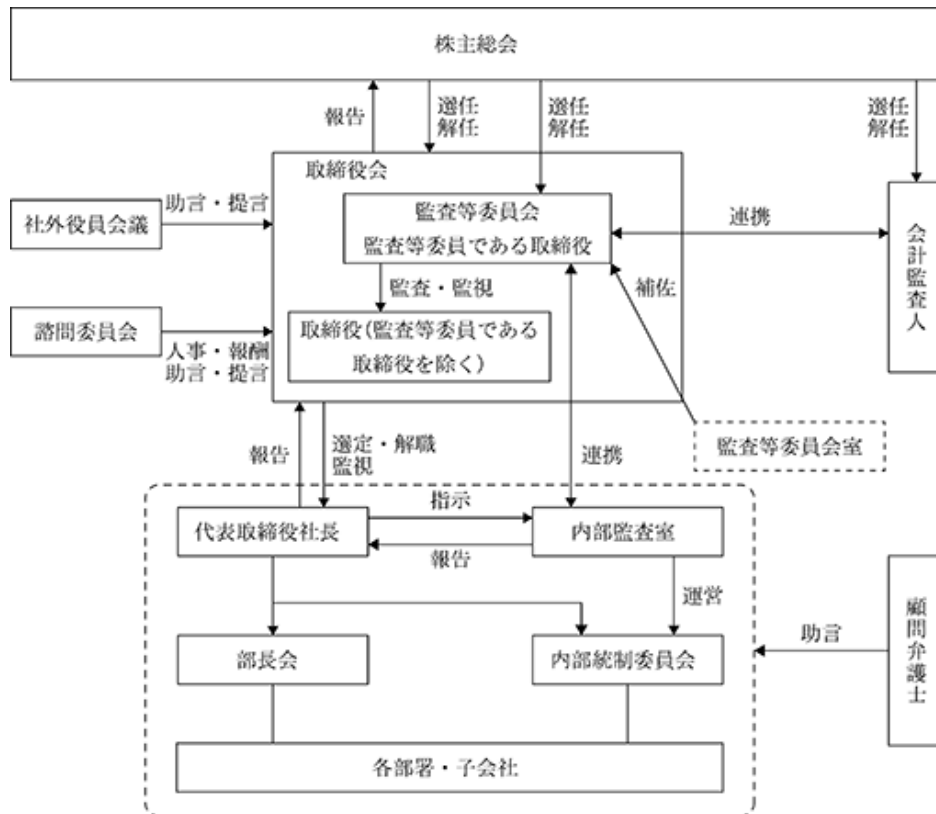 株主総会
報告
選任
解任
選任
解任
選任
解任
取締役会
社外役員会議
助言・提言
監査等委員会
監査等委員である取締役
連携
会計監査人
監査・監視
補佐
諮問委員会
人事・報酬
助言・提言
取締役(監査等委員である
取締役を除く)
監査等委員会室
報告
選定・解職
監視
連携
代表取締役社長
指示
報告
内部監査室
運営
部長会
内部統制委員会
助言
顧問弁護士
各部署・子会社